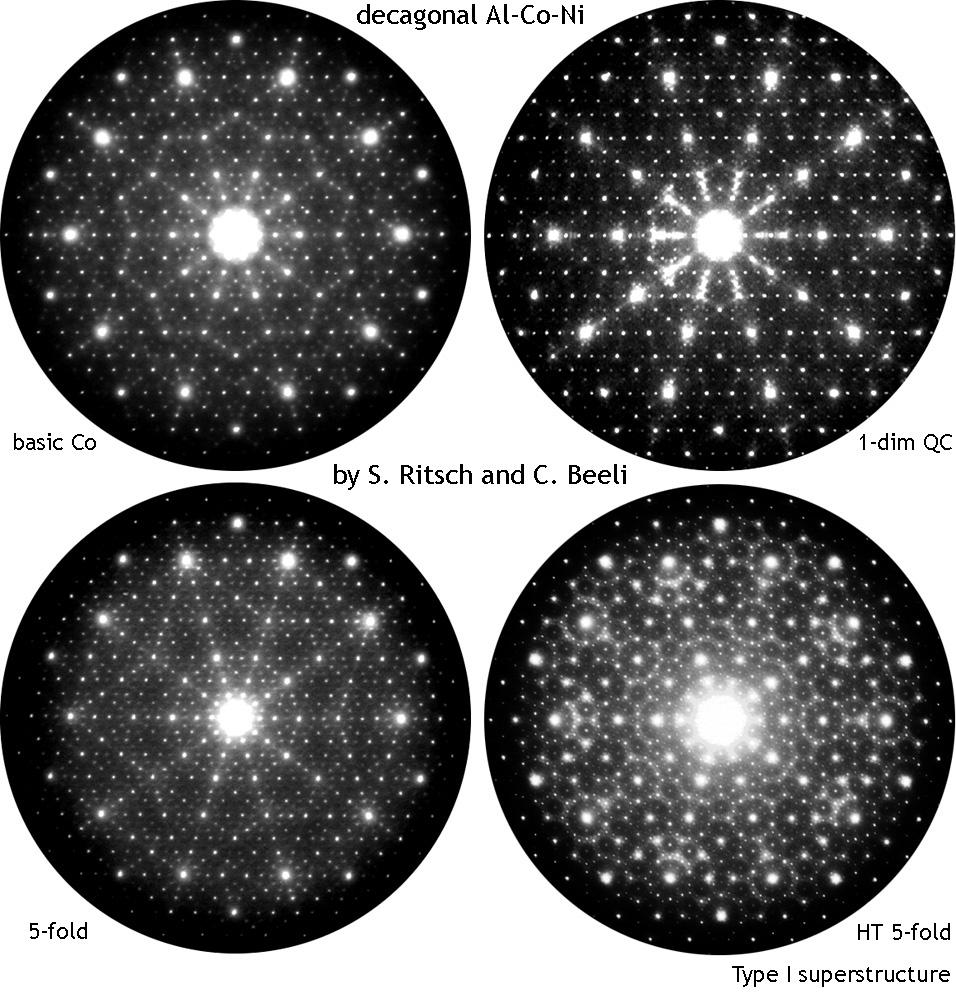 decagonal Al-Co-Ni
basic Co
1-dim QC
by S. Ritsch and C. Beeli
5-fold
HT 5-fold
Type I superstructure